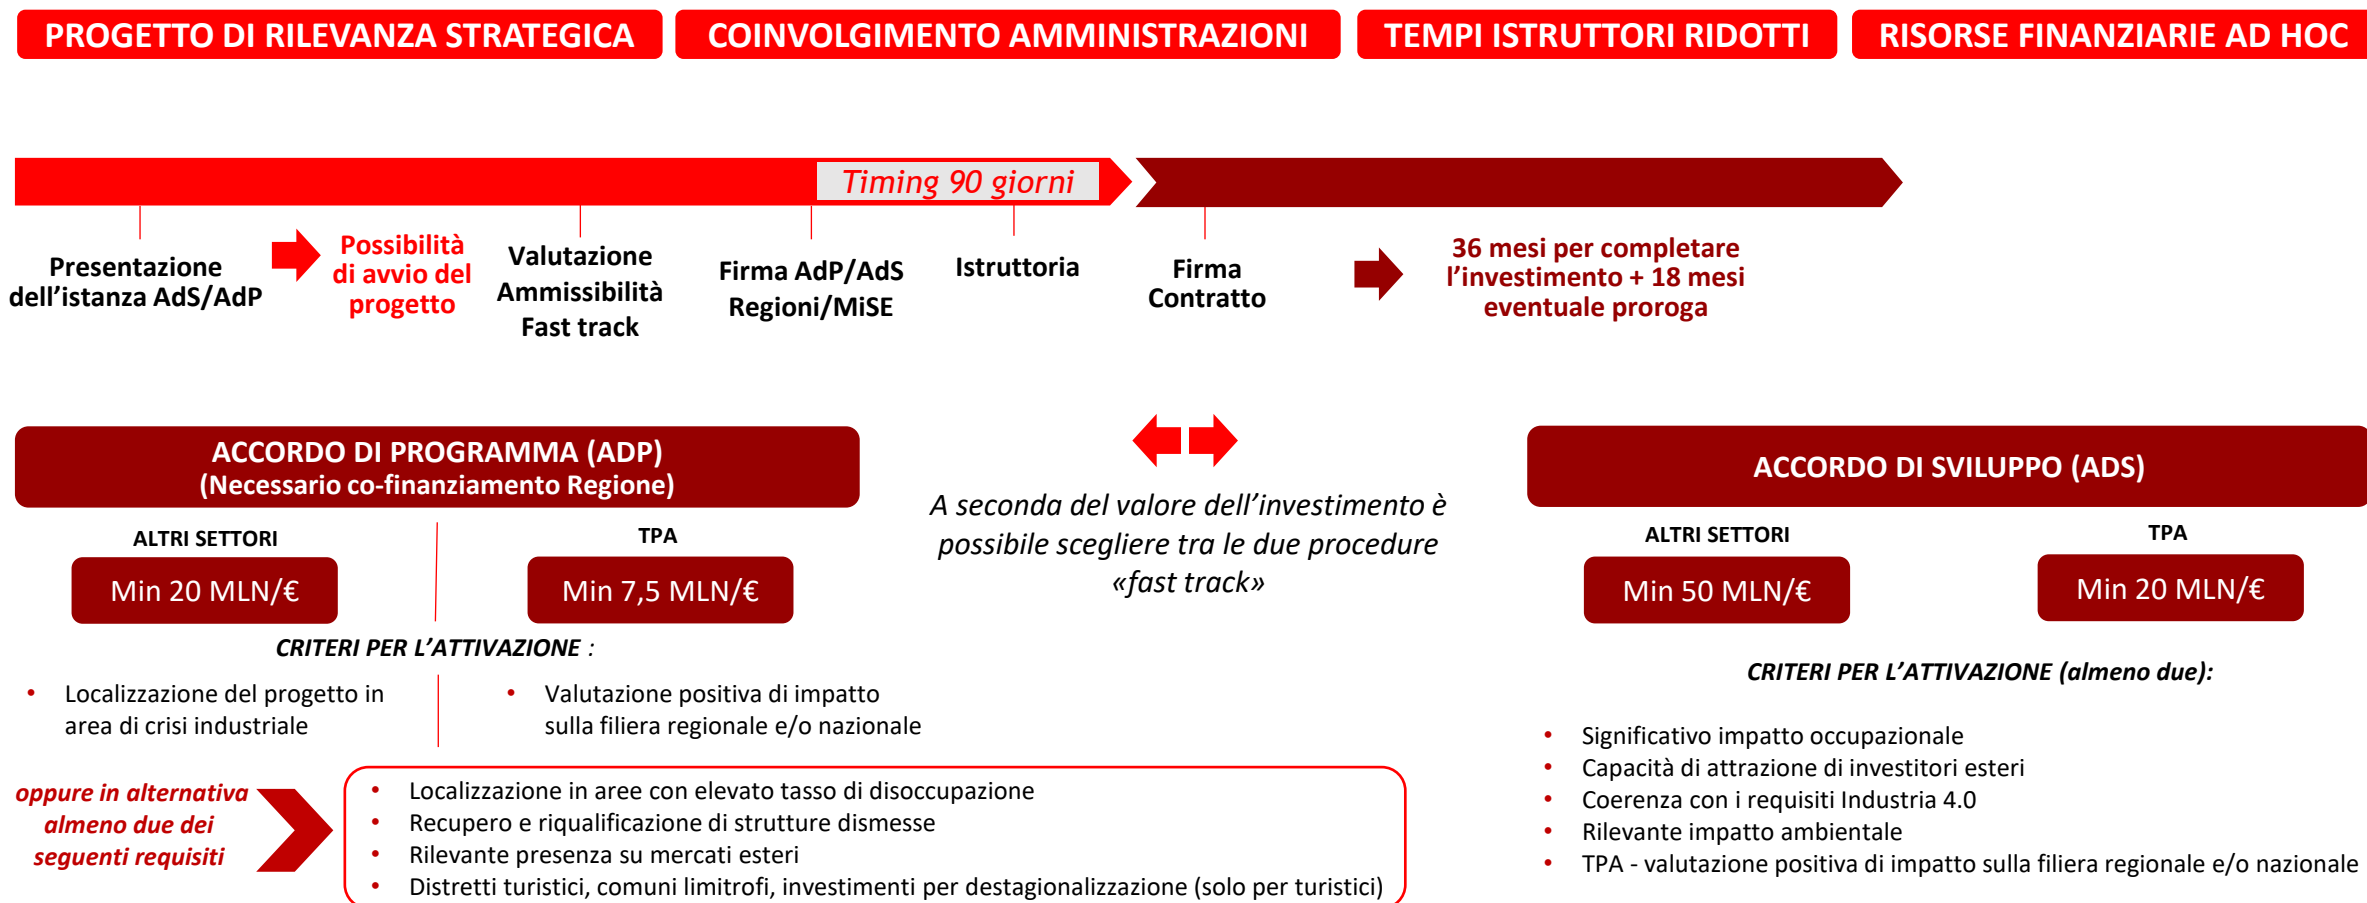 PROGETTO DI RILEVANZA STRATEGICA
COINVOLGIMENTO AMMINISTRAZIONI
TEMPI ISTRUTTORI RIDOTTI
RISORSE FINANZIARIE AD HOC
Timing 90 giorni
Presentazione
dell’istanza AdS/AdP
Possibilità
di avvio del
progetto
Valutazione
Ammissibilità
Fast track
Firma AdP/AdS
Regioni/MiSE
Istruttoria
Firma
Contratto
36 mesi per completare
l’investimento + 18 mesi
eventuale proroga
ACCORDO DI PROGRAMMA (ADP)
(Necessario co-finanziamento Regione)
ALTRI SETTORI
Min 20 MLN/€
TPA
Min 7,5 MLN/€
CRITERI PER L’ATTIVAZIONE :
• Localizzazione del progetto in
area di crisi industriale
• Valutazione positiva di impatto
sulla filiera regionale e/o nazionale
oppure in alternativa
almeno due dei
seguenti requisiti
• Localizzazione in aree con elevato tasso di disoccupazione
• Recupero e riqualificazione di strutture dismesse
• Rilevante presenza su mercati esteri
• Distretti turistici, comuni limitrofi, investimenti per destagionalizzazione (solo per turistici)
A seconda del valore dell’investimento è
possibile scegliere tra le due procedure
«fast track»
ACCORDO DI SVILUPPO (ADS)
ALTRI SETTORI
Min 50 MLN/€
TPA
Min 20 MLN/€
CRITERI PER L’ATTIVAZIONE (almeno due):
• Significativo impatto occupazionale
• Capacità di attrazione di investitori esteri
• Coerenza con i requisiti Industria 4.0
• Rilevante impatto ambientale
• TPA - valutazione positiva di impatto sulla filiera regionale e/o nazionale